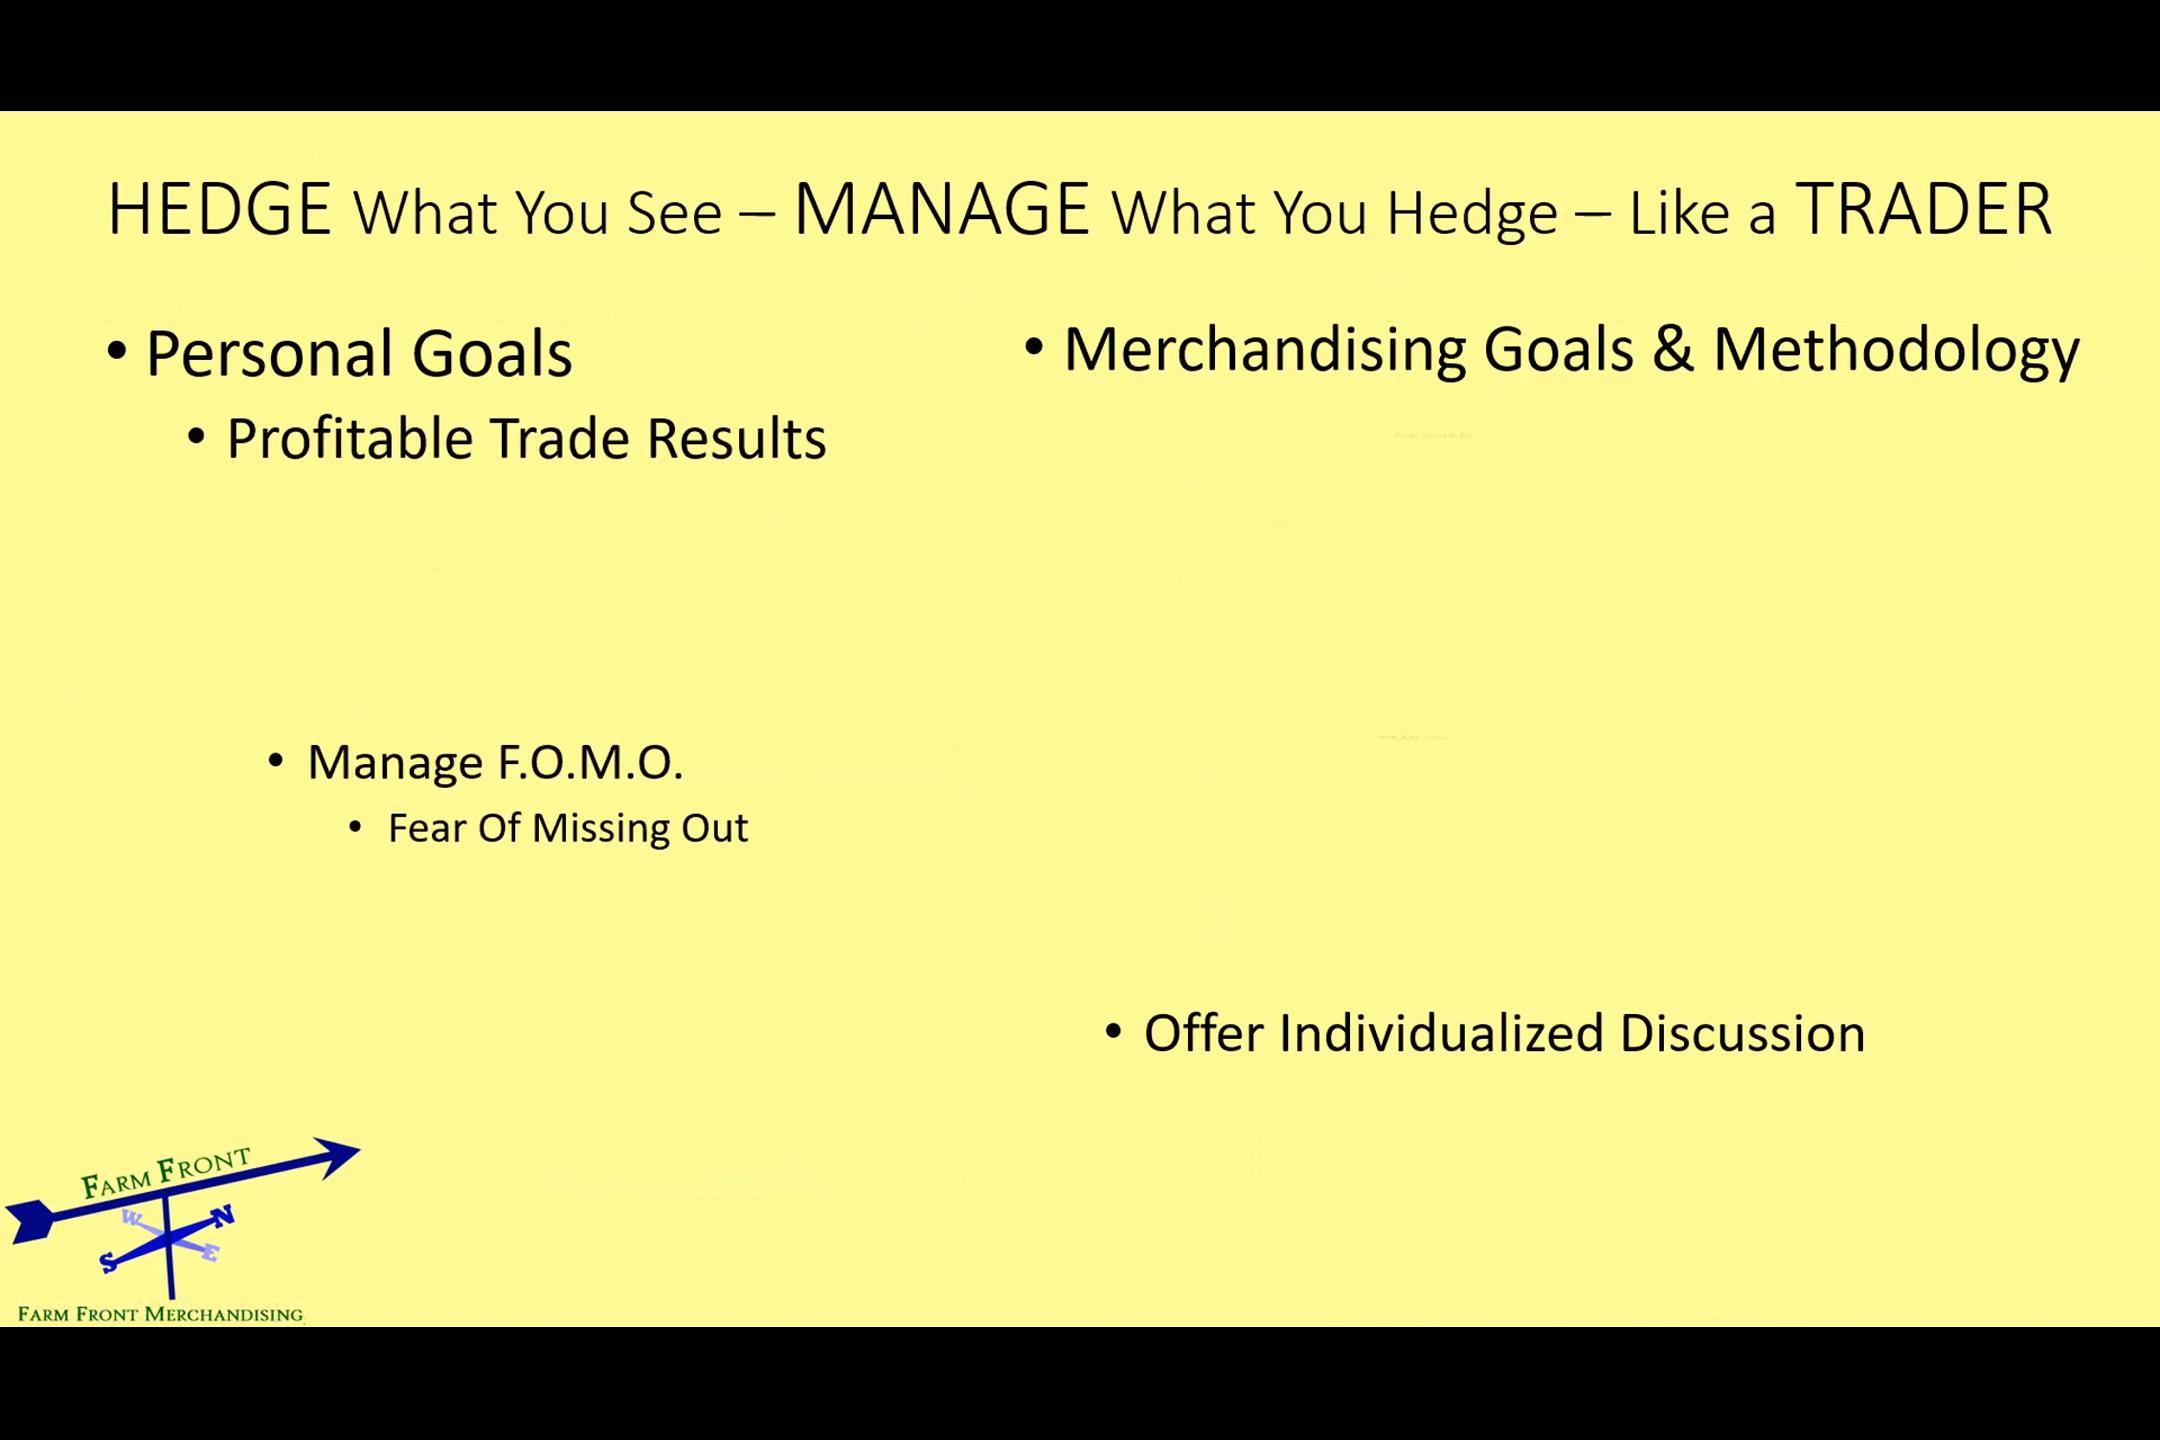 HEDGE What You See – MANAGE What You Hedge – Like a TRADER
• Personal Goals
• Profitable Trade Results
• Manage F.O.M.O.
• Fear Of Missing Out
• Merchandising Goals & Methodology
• Offer Individualized Discussion
FARM FRONT
W N
S E
FARM FRONT MERCHANDISING